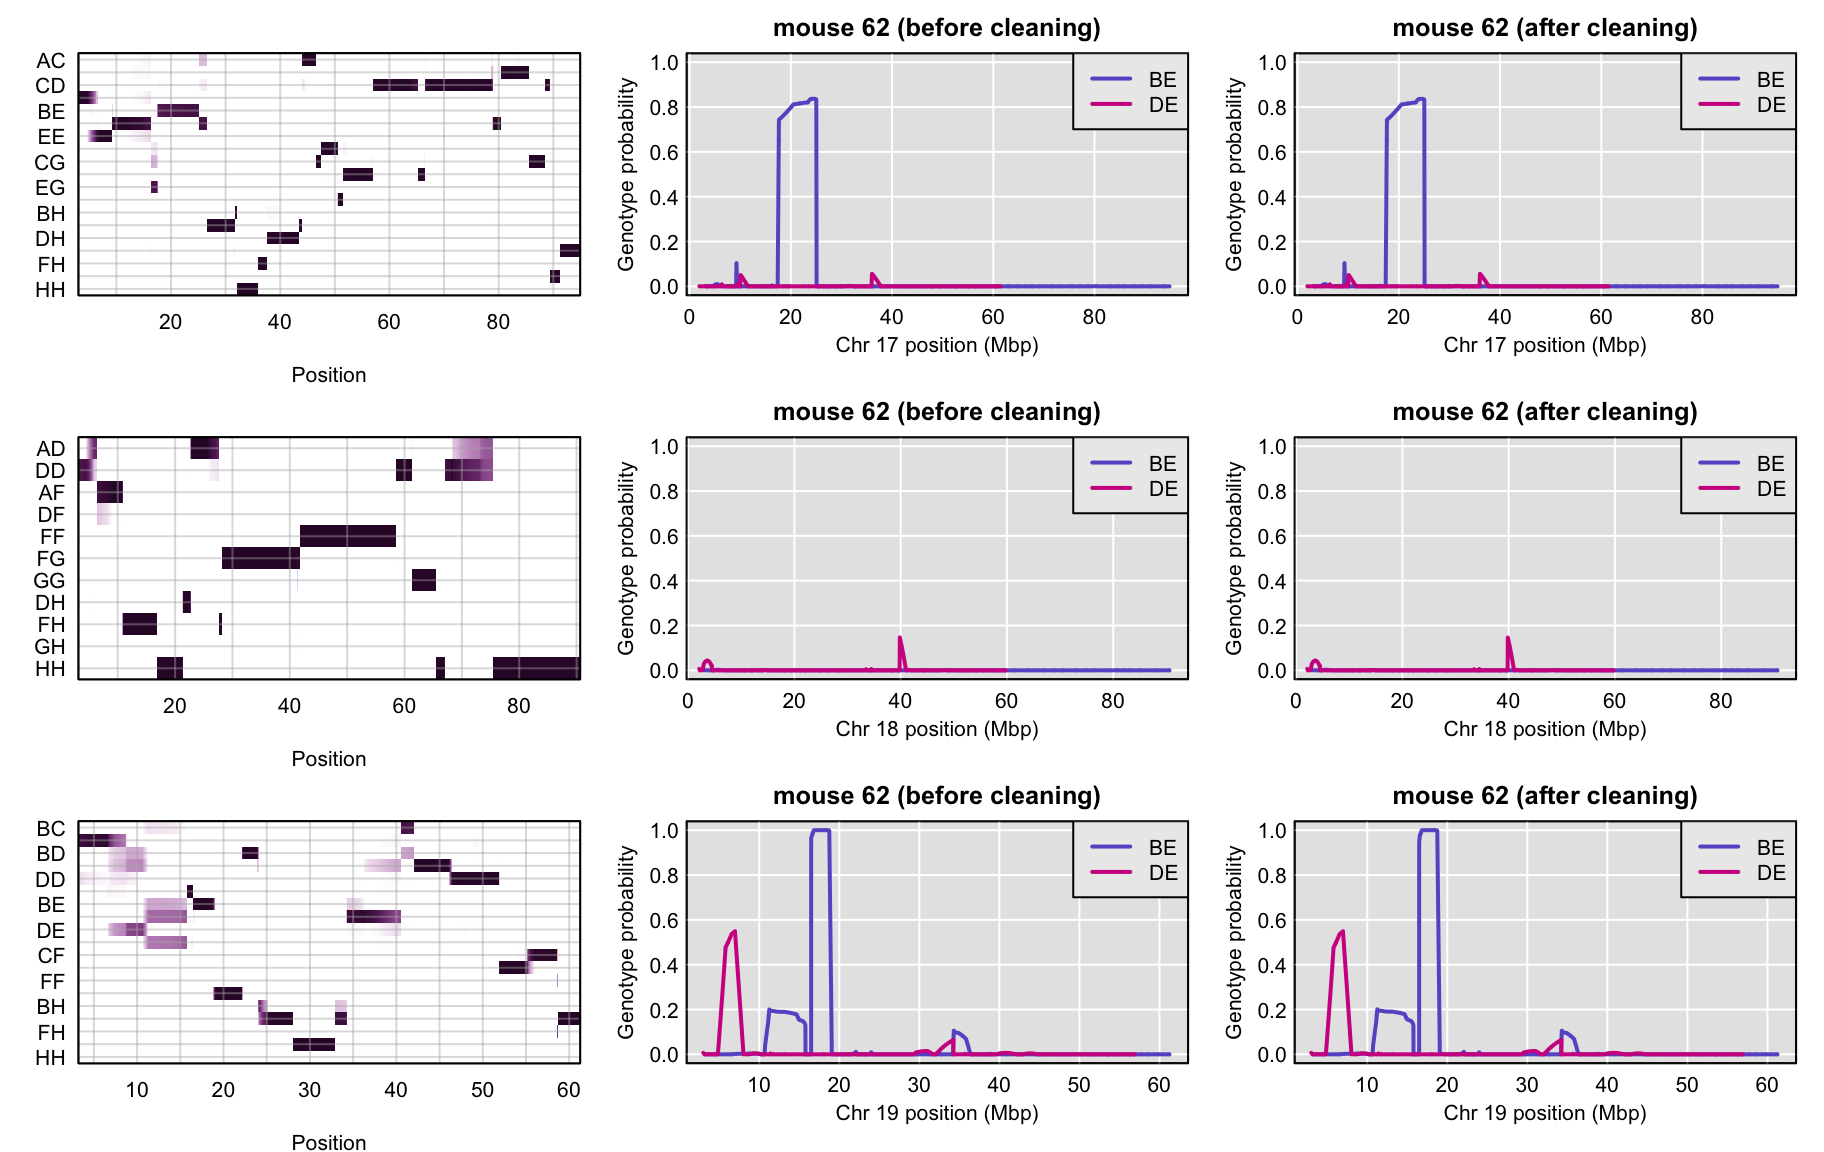 AC
CD
BE
EE
CG
EG
BH
DH
FH
HH
20 40 60 80
Position
mouse 62 (before cleaning)
Genotype probability
1.0
0.8
0.6
0.4
0.2
0.0
BE
DE
0 20 40 60 80
Chr 17 position (Mbp)
mouse 62 (after cleaning)
Genotype probability
1.0
0.8
0.6
0.4
0.2
0.0
BE
DE
0 20 40 60 80
Chr 17 position (Mbp)
AD
DD
AF
DF
FF
FG
GG
DH
FH
GH
HH
20 40 60 80
Position
mouse 62 (before cleaning)
Genotype probability
1.0
0.8
0.6
0.4
0.2
0.0
BE
DE
0 20 40 60 80
Chr 18 position (Mbp)
mouse 62 (after cleaning)
Genotype probability
1.0
0.8
0.6
0.4
0.2
0.0
BE
DE
0 20 40 60 80
Chr 18 position (Mbp)
BC
BD
DD
BE
DE
CF
FF
BH
FH
HH
10 20 30 40 50 60
Position
mouse 62 (before cleaning)
Genotype probability
1.0
0.8
0.6
0.4
0.2
0.0
BE
DE
10 20 30 40 50 60
Chr 19 position (Mbp)
mouse 62 (after cleaning)
Genotype probability
1.0
0.8
0.6
0.4
0.2
0.0
BE
DE
10 20 30 40 50 60
Chr 19 position (Mbp)